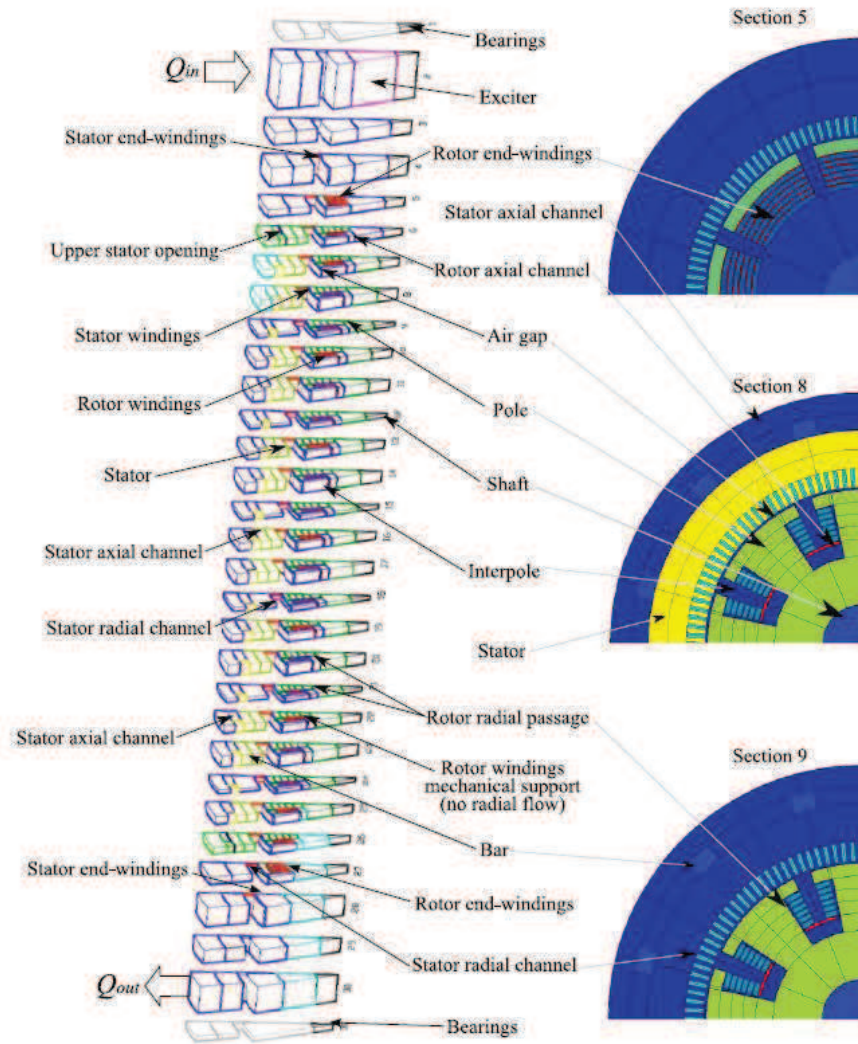 Section 5
Bearings
Q_in
Exciter
Stator end-windings
Rotor end-windings
Stator axial channel
Upper stator opening
Rotor axial channel
Stator windings
Air gap
Section 8
Rotor windings
Pole
Stator
Shaft
Stator axial channel
Interpole
Stator radial channel
Stator
Rotor radial passage
Stator axial channel
Section 9
Rotor windings
mechanical support
(no radial flow)
Bar
Stator end-windings
Rotor end-windings
Stator radial channel
Q_out
Bearings